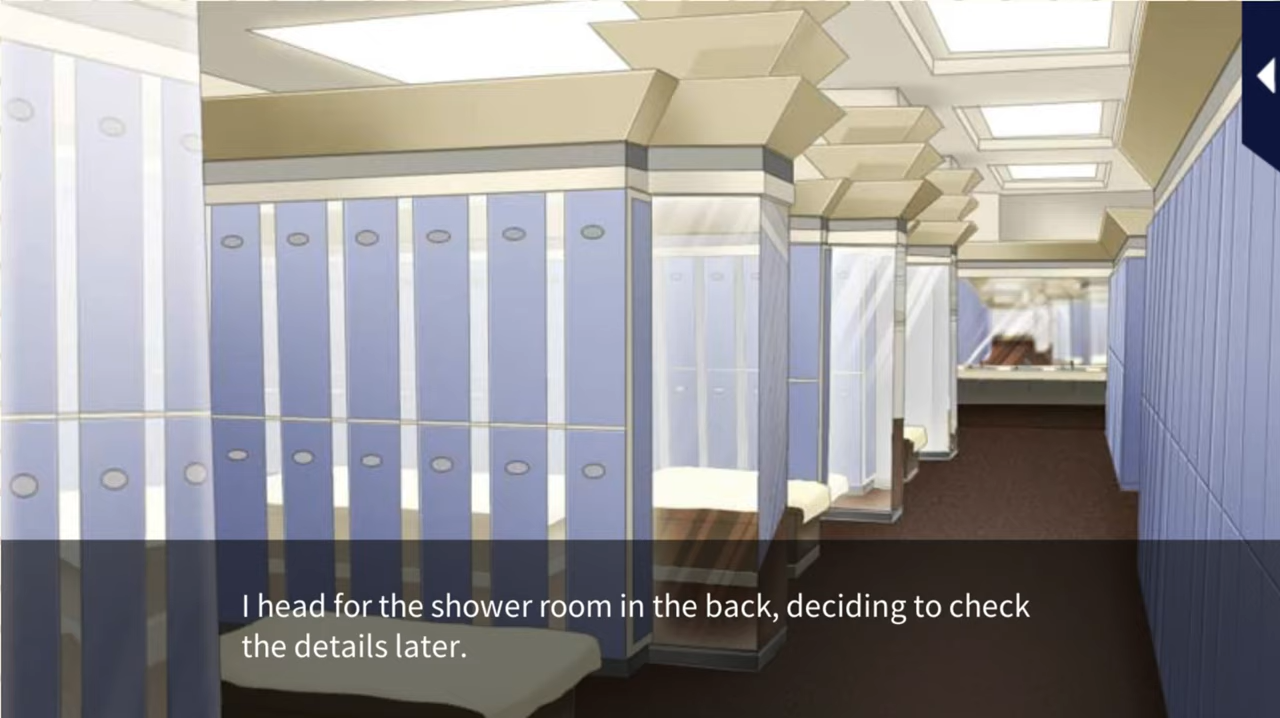 I head for the shower room in the back, deciding to check
the details later.